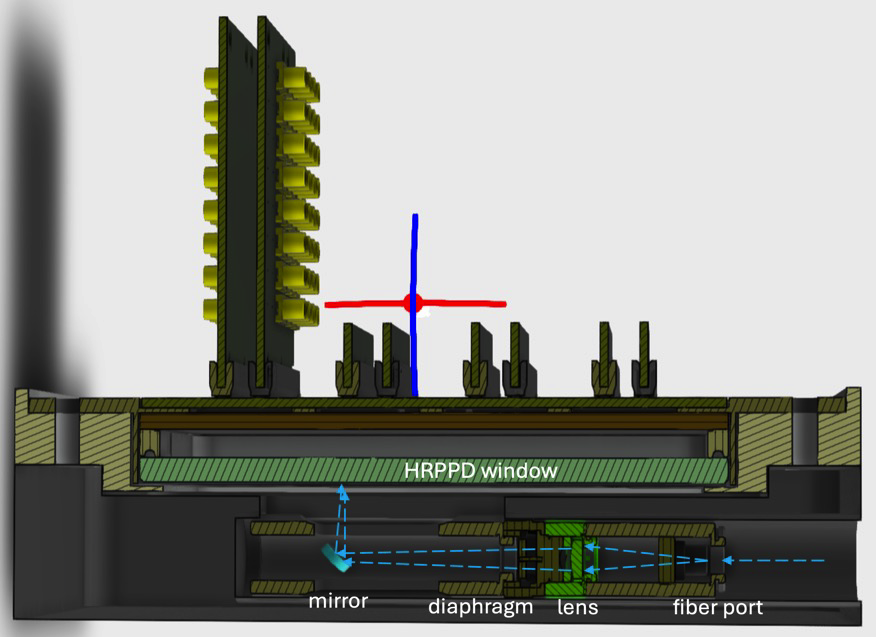 HRPPD window
mirror
diaphragm
lens
fiber port